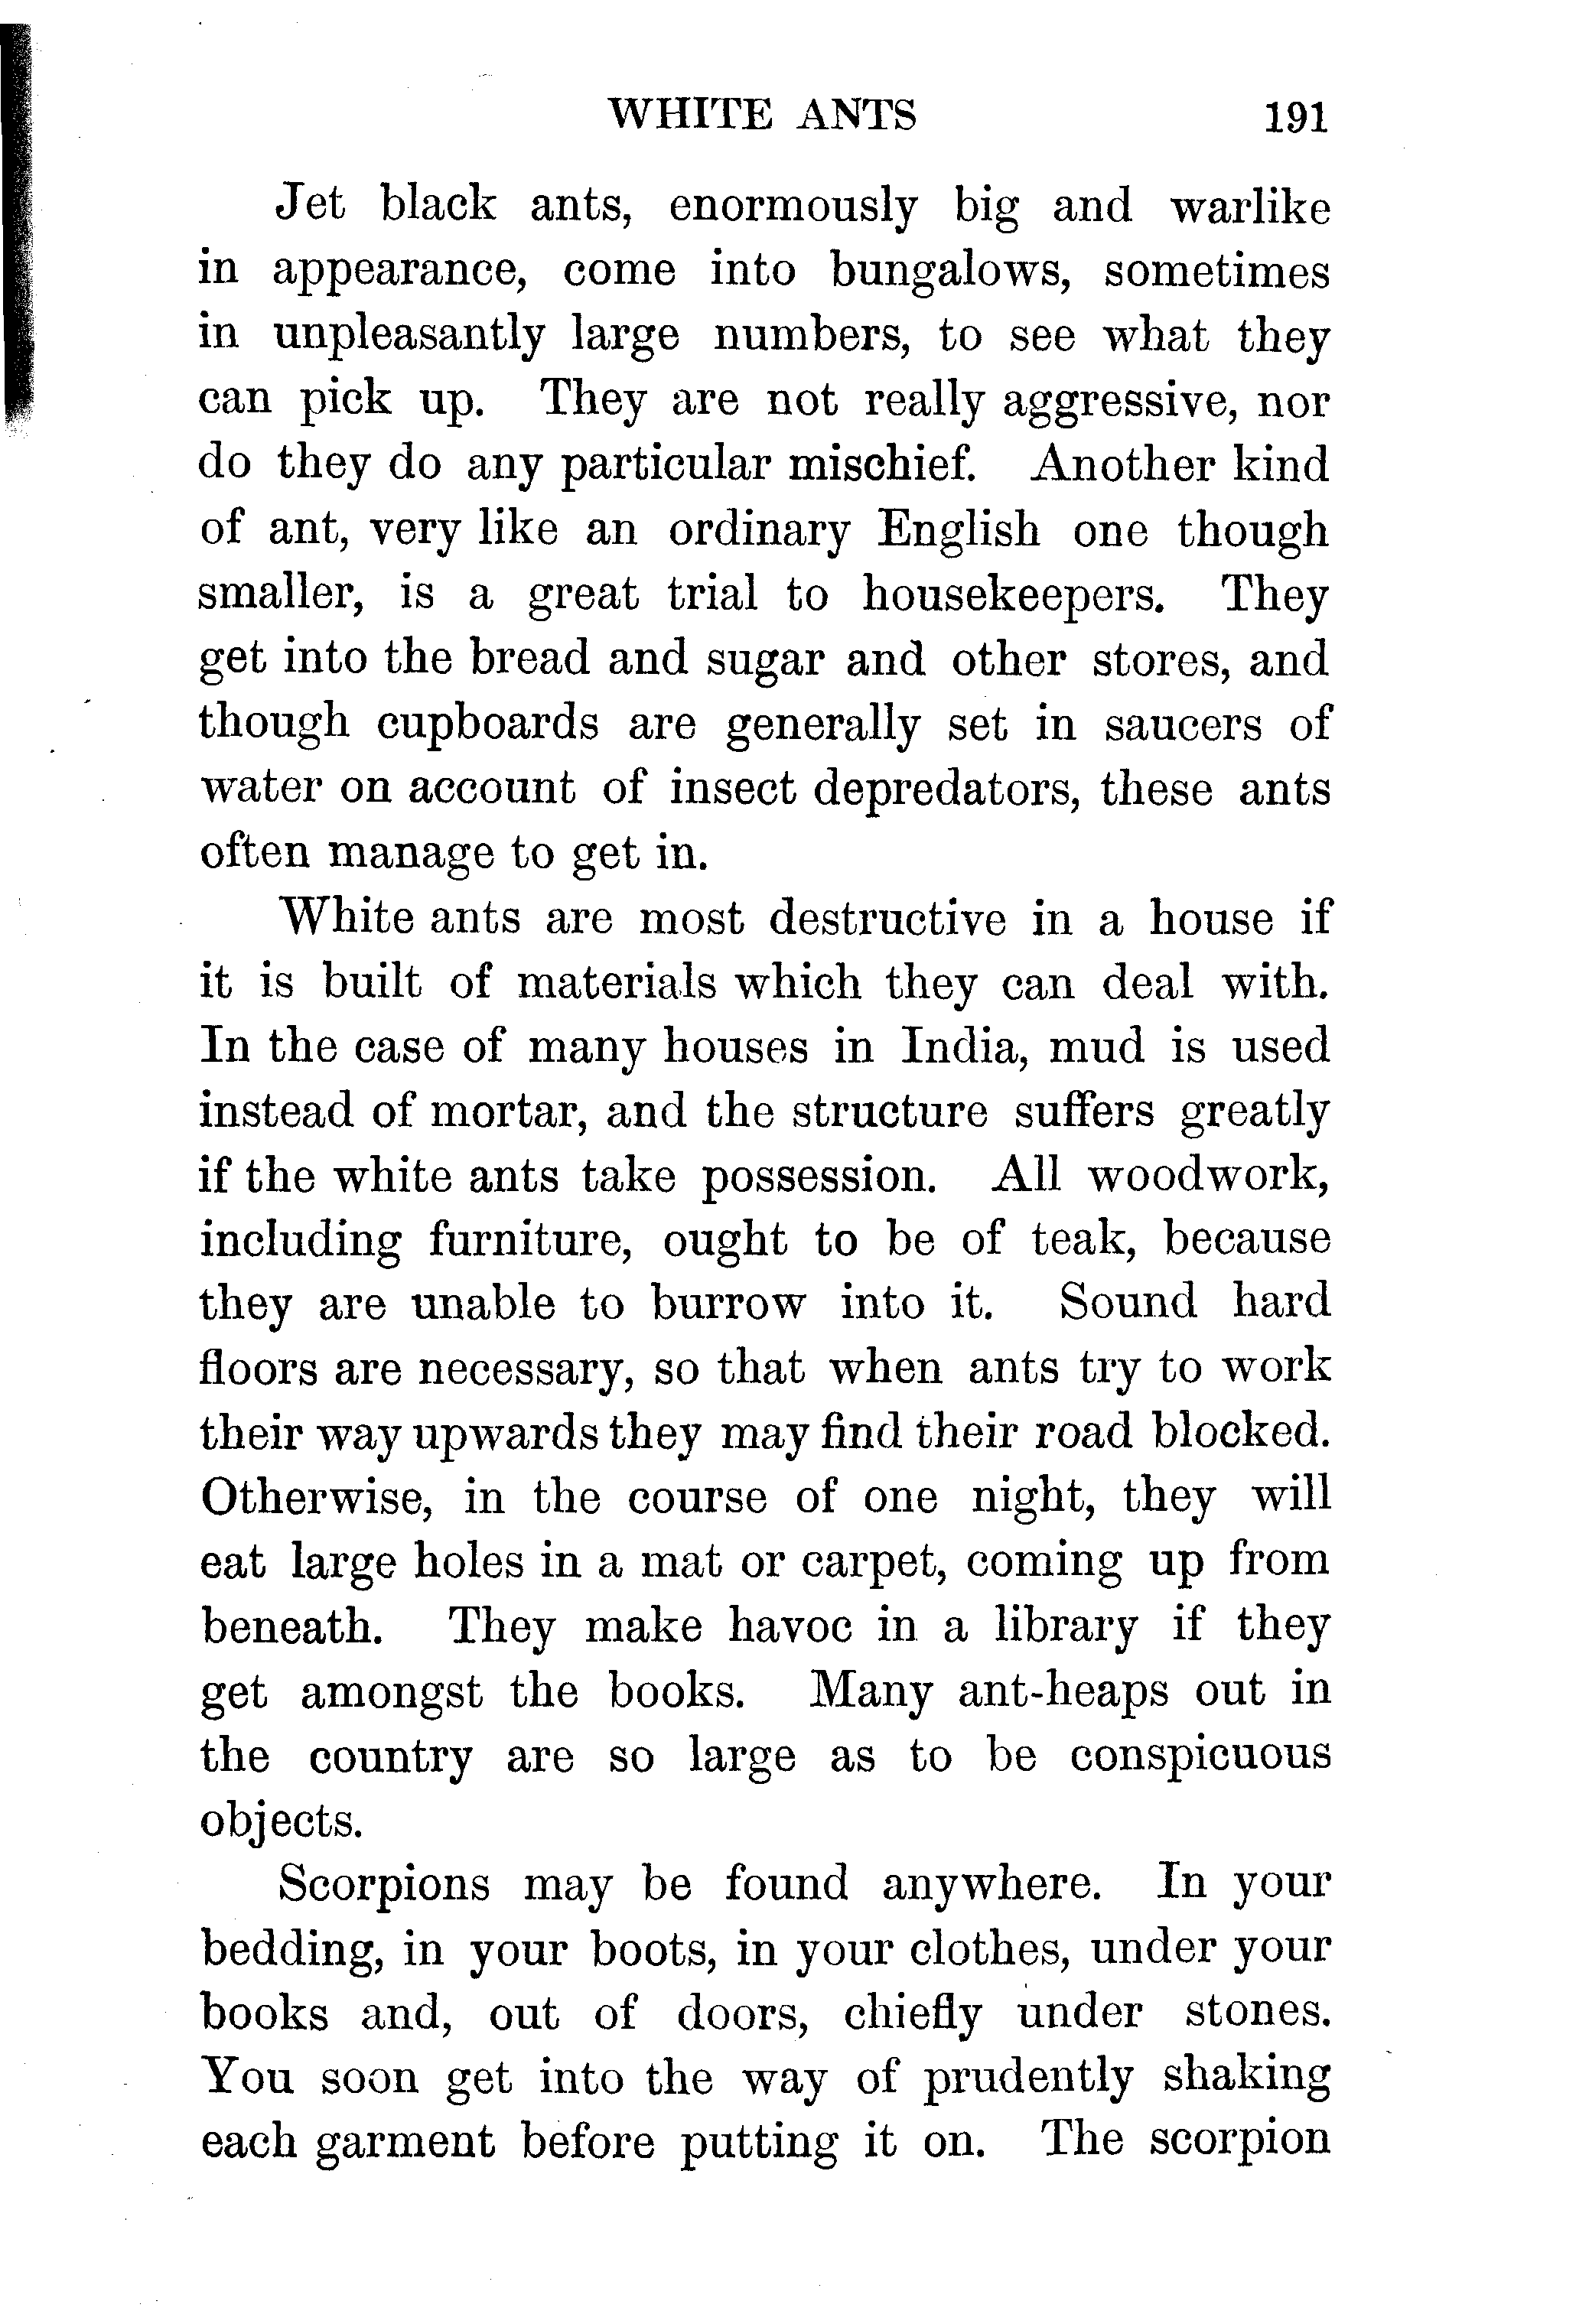 WHITE ANTS 191
Jet black ants, enormously big and warlike
in appearance, come into bungalows, sometimes
in unpleasantly large numbers, to see what they
can pick up. They are not really aggressive, nor
do they do any particular mischief. Another kind
of ant, very like an ordinary English one though
smaller, is a great trial to housekeepers. They
get into the bread and sugar and other stores, and
though cupboards are generally set in saucers of
water on account of insect depredators, these ants
often manage to get in.
White ants are most destructive in a house if
it is built of materials which they can deal with.
In the case of many houses in India, mud is used
instead of mortar, and the structure suffers greatly
if the white ants take possession. All woodwork,
including furniture, ought to be of teak, because
they are unable to burrow into it. Sound hard
floors are necessary, so that when ants try to work
their way upwards they may find their road blocked.
Otherwise, in the course of one night, they will
eat large holes in a mat or carpet, coming up from
beneath. They make havoc in a library if they
get amongst the books. Many ant-heaps out in
the country are so large as to be conspicuous
objects.
Scorpions may be found anywhere. In your
bedding, in your boots, in your clothes, under your
books and, out of doors, chiefly under stones.
You soon get into the way of prudently shaking
each garment before putting it on. The scorpion